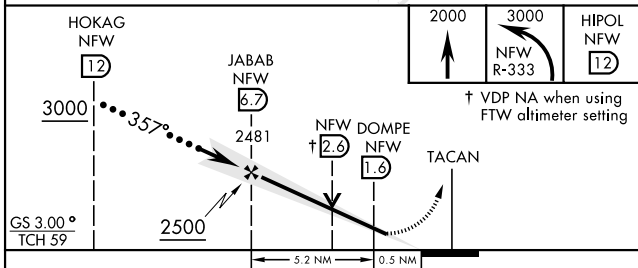 HOKAG
NFW
12
3000
357°
JABAB
NFW
6.7
2481
2500
NFW
† 2.6
DOMPE
NFW
1.6
TACAN
2000
3000
NFW
R-333
HIPOL
NFW
12
† VDP NA when using
FTW altimeter setting
GS 3.00°
TCH 59
5.2 NM
0.5 NM